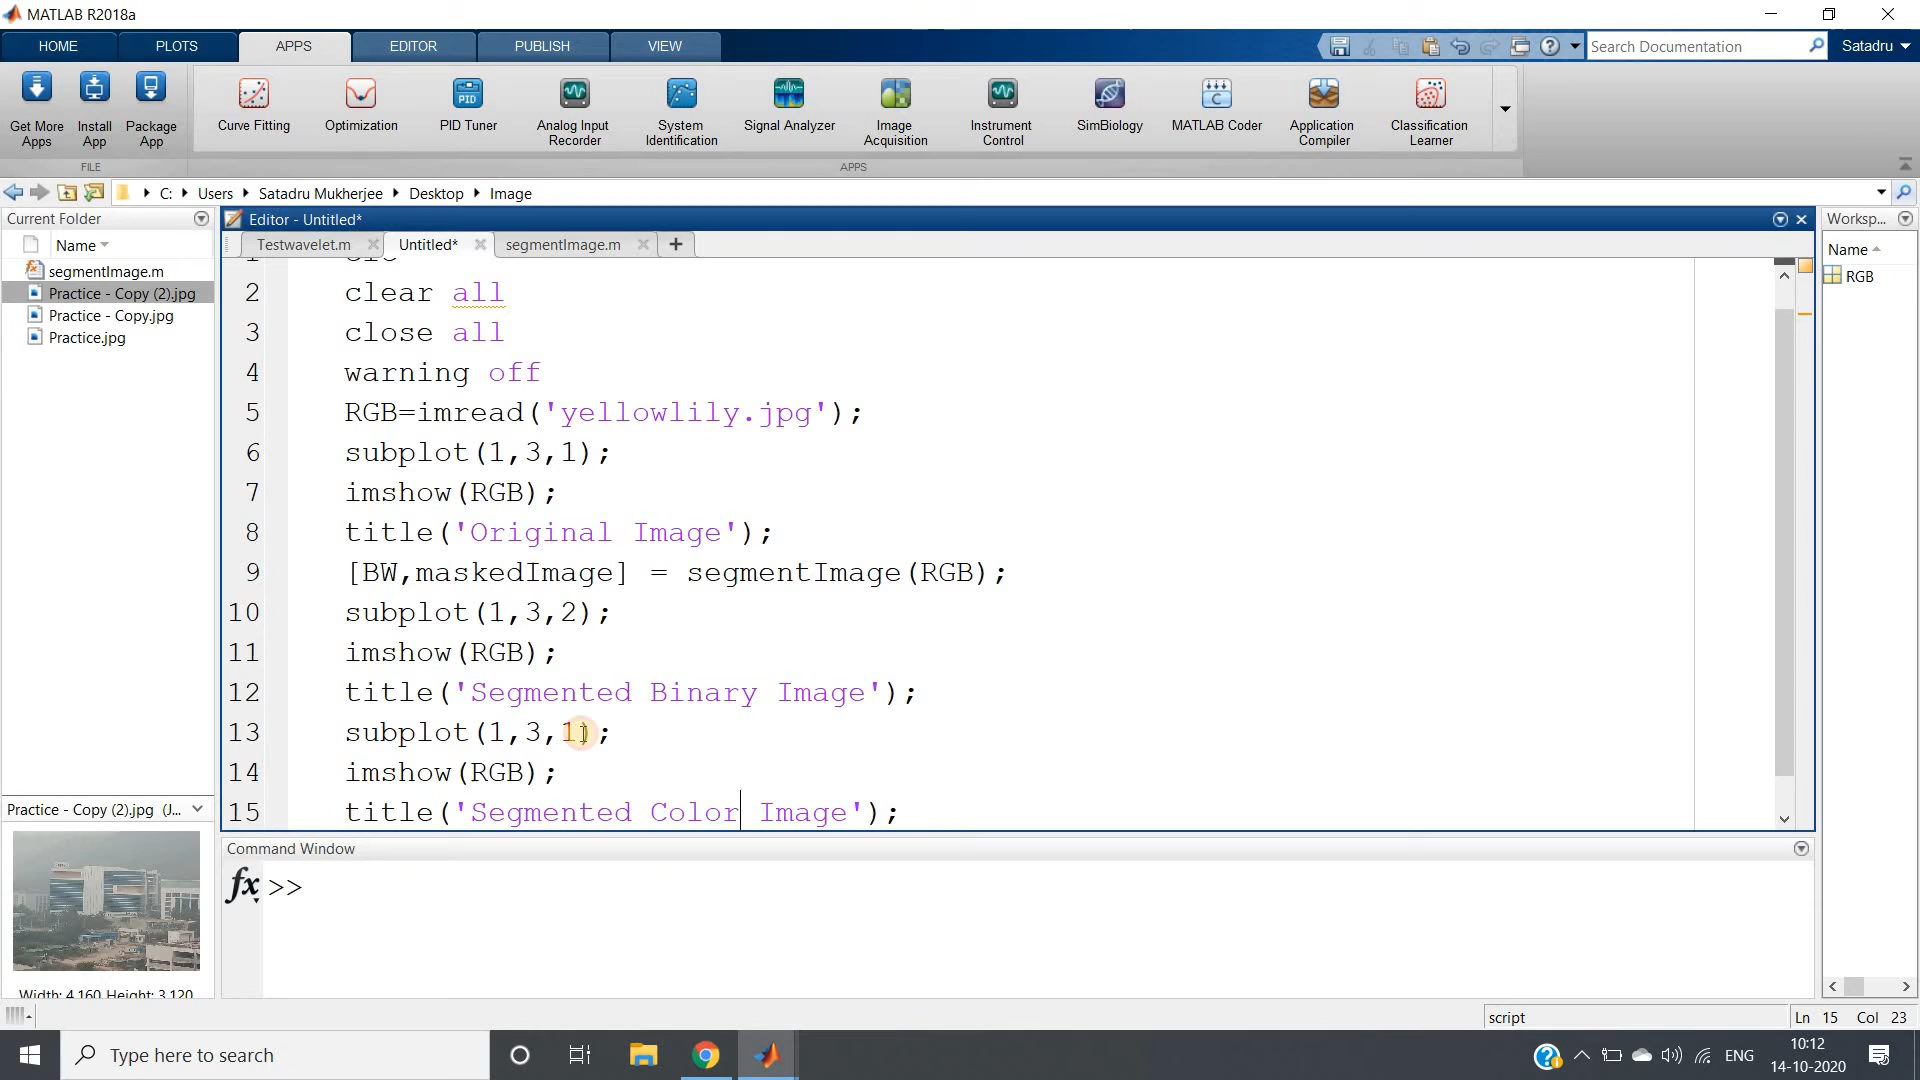 MATLAB R2018a
HOME PLOTS APPS EDITOR PUBLISH VIEW
Search Documentation
Satadru
Get More Apps
Install App
Package App
Curve Fitting
Optimization
PID Tuner
Analog Input Recorder
System Identification
Signal Analyzer
Image Acquisition
Instrument Control
SimBiology
MATLAB Coder
Application Compiler
Classification Learner
FILE
APPS
C: Users Satadru Mukherjee Desktop Image
Current Folder
Name
segmentImage.m
Practice - Copy (2).jpg
Practice - Copy.jpg
Practice.jpg
Editor - Untitled*
Testwavelet.m Untitled* segmentImage.m
2 clear all
3 close all
4 warning off
5 RGB=imread('yellowlily.jpg');
6 subplot(1,3,1);
7 imshow(RGB);
8 title('Original Image');
9 [BW,maskedImage] = segmentImage(RGB);
10 subplot(1,3,2);
11 imshow(RGB);
12 title('Segmented Binary Image');
13 subplot(1,3,1);
14 imshow(RGB);
15 title('Segmented Color Image');
Worksp...
Name
RGB
Practice - Copy (2).jpg (J...
Width: 4,160 Height: 3,120
Command Window
fx >>
script
Ln 15 Col 23
Type here to search
ENG
10:12
14-10-2020